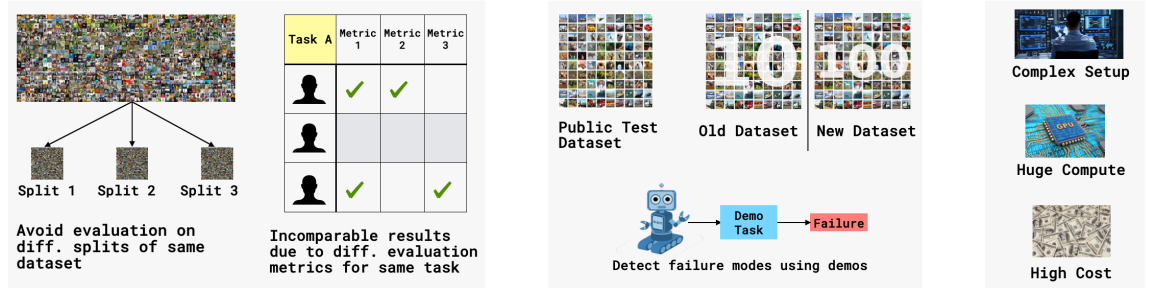 Split 1
Split 2
Split 3
Avoid evaluation on
diff. splits of same
dataset
Task A
Metric
1
Metric
2
Metric
3
Incomparable results
due to diff. evaluation
metrics for same task
Public Test
Dataset
10
Old Dataset
100
New Dataset
Demo
Task
Failure
Detect failure modes using demos
Complex Setup
GPU
Huge Compute
High Cost